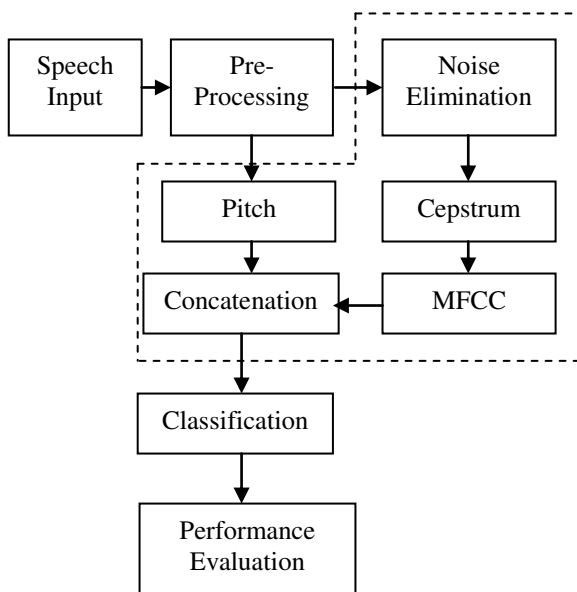 Speech
Input
Pre-
Processing
Noise
Elimination
Pitch
Cepstrum
Concatenation
MFCC
Classification
Performance
Evaluation